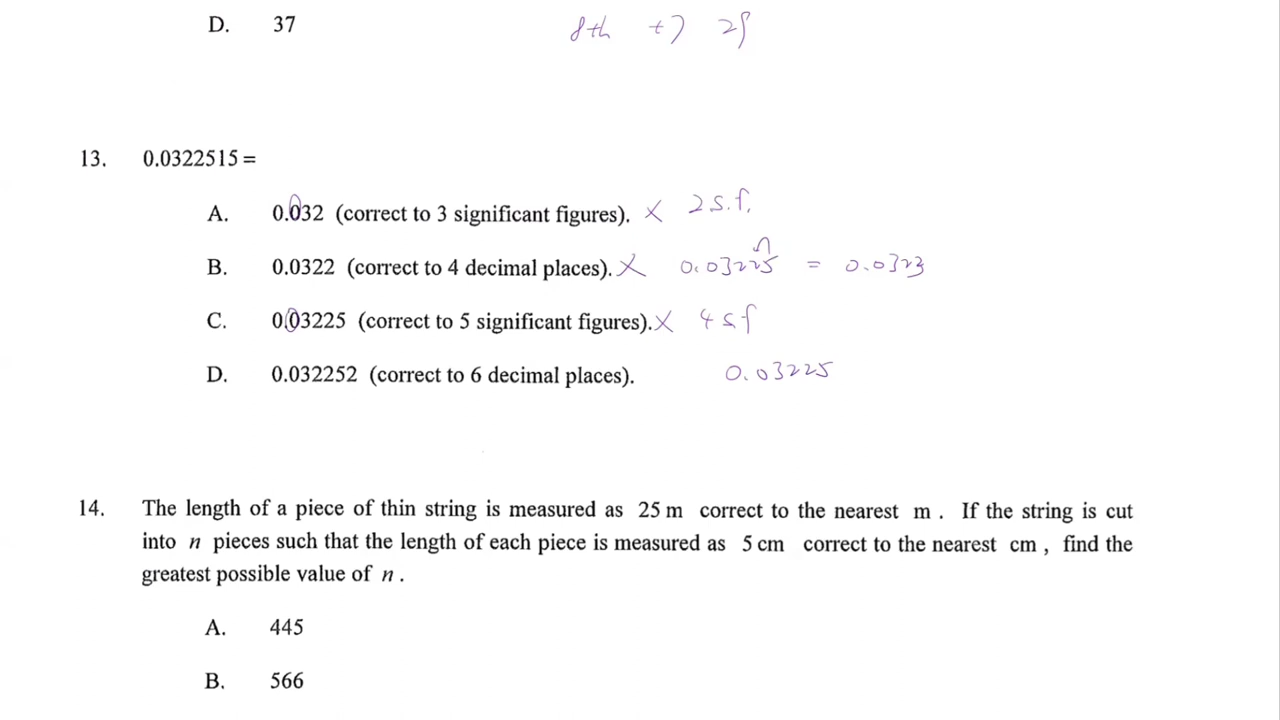 D. 37 8th +7 28
13. 0.0322515 =
A. 0.032 (correct to 3 significant figures). × 2 s.f.
B. 0.0322 (correct to 4 decimal places). × 0.03225 = 0.0323
C. 0.03225 (correct to 5 significant figures). × 4 s f
D. 0.032252 (correct to 6 decimal places). 0.03225
14. The length of a piece of thin string is measured as 25 m correct to the nearest m . If the string is cut
into n pieces such that the length of each piece is measured as 5 cm correct to the nearest cm , find the
greatest possible value of n .
A. 445
B. 566